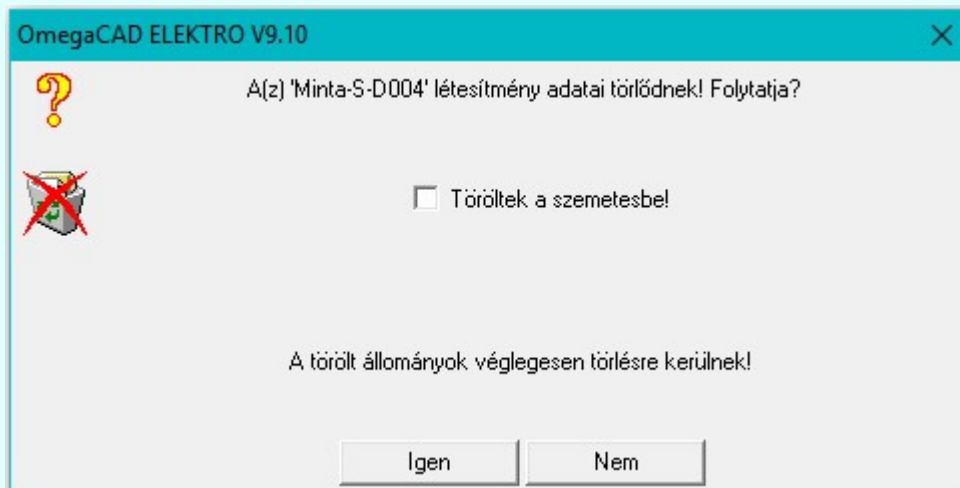 OmegaCAD ELEKTRO V9.10
A(z) 'Minta-S-D004' létesítmény adatai törlődnek! Folytatja?
Töröltek a szemetesbe!
A törölt állományok véglegesen törlésre kerülnek!
Igen
Nem